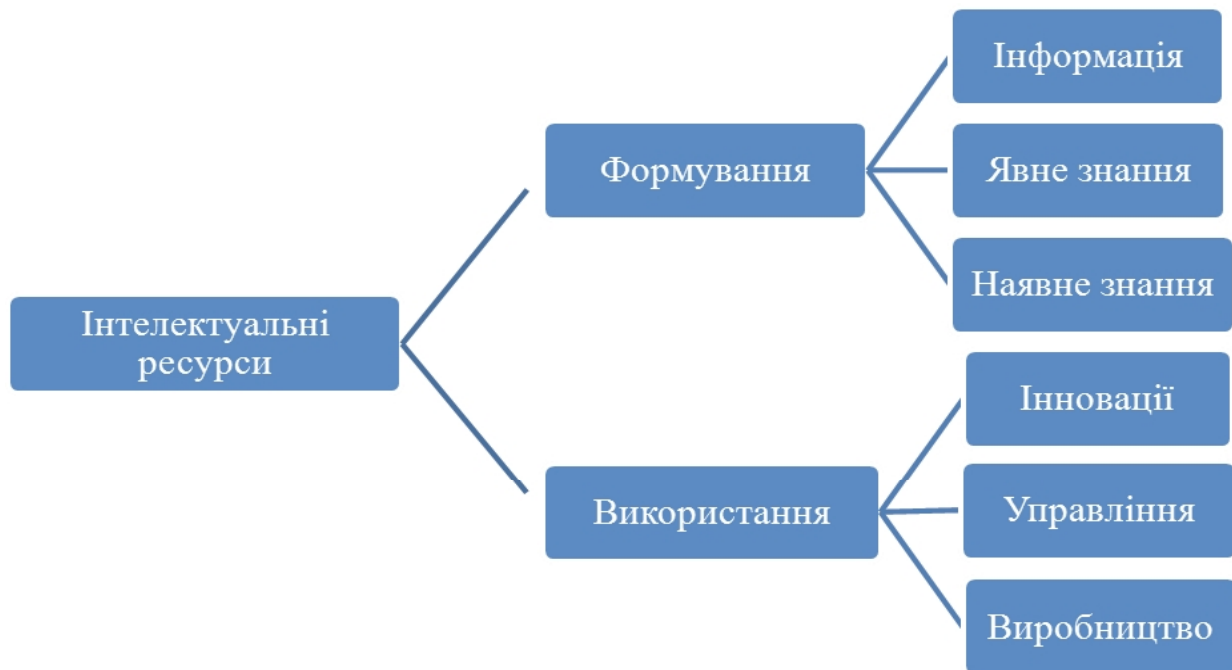 Інтелектуальні
ресурси
Формування
Інформація
Явне знання
Наявне знання
Використання
Інновації
Управління
Виробництво